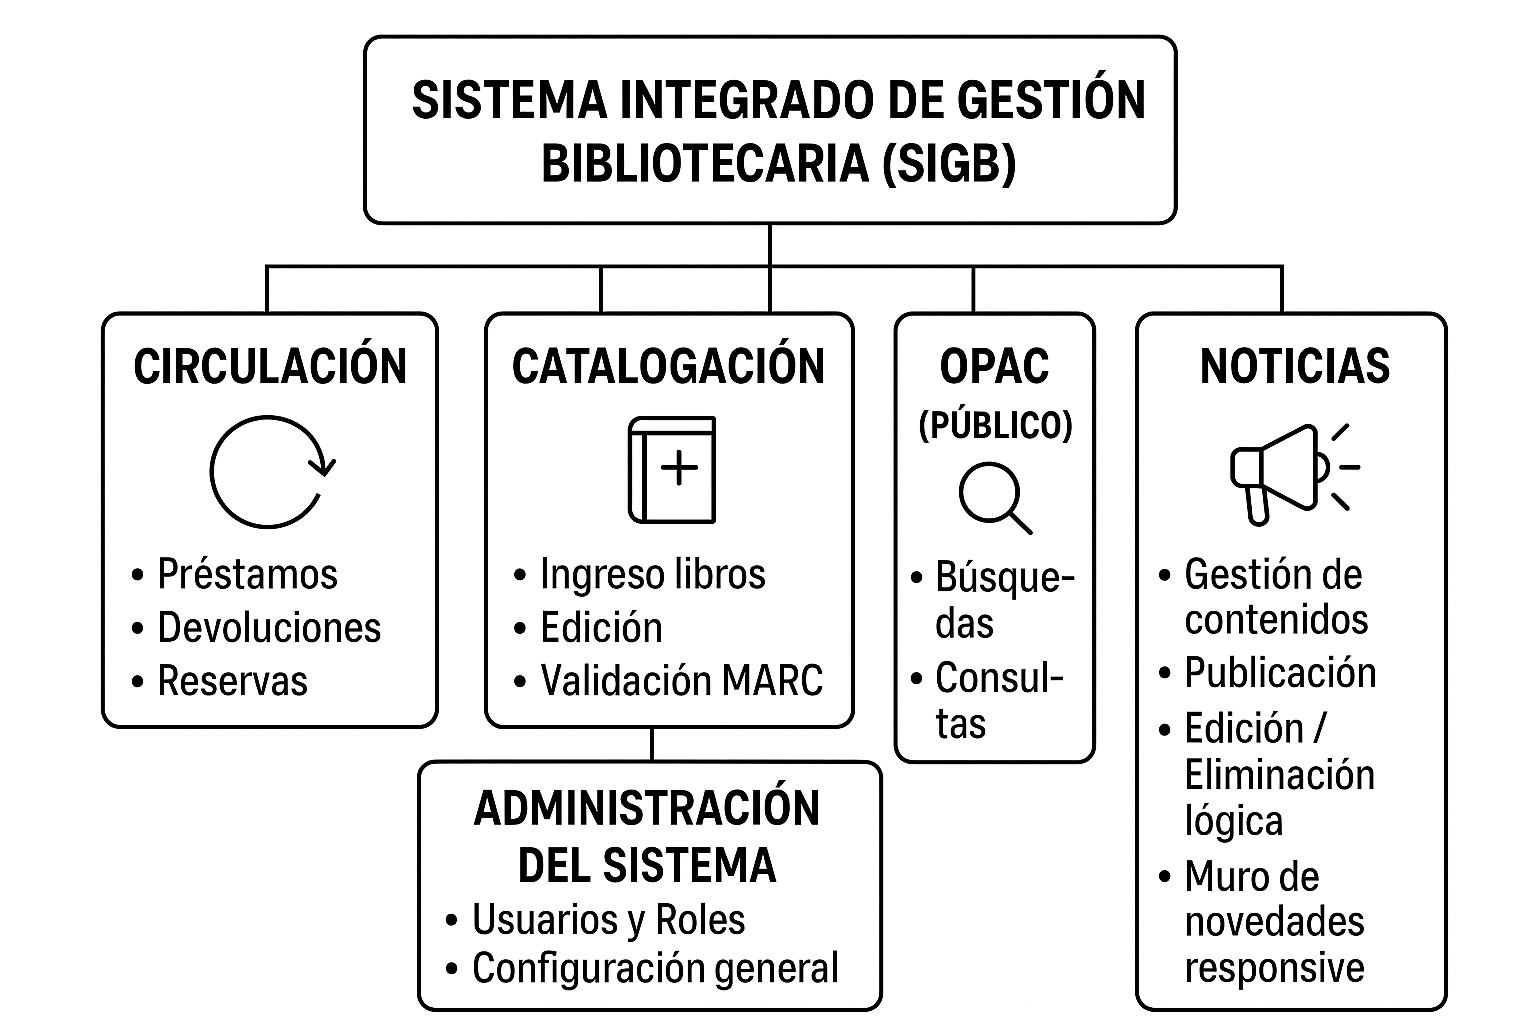 SISTEMA INTEGRADO DE GESTIÓN
BIBLIOTECARIA (SIGB)
CIRCULACIÓN
• Préstamos
• Devoluciones
• Reservas
CATALOGACIÓN
• Ingreso libros
• Edición
• Validación MARC
ADMINISTRACIÓN
DEL SISTEMA
• Usuarios y Roles
• Configuración general
OPAC
(PÚBLICO)
• Búsque-
das
• Consul-
tas
NOTICIAS
• Gestión de
contenidos
• Publicación
• Edición /
Eliminación
lógica
• Muro de
novedades
responsive